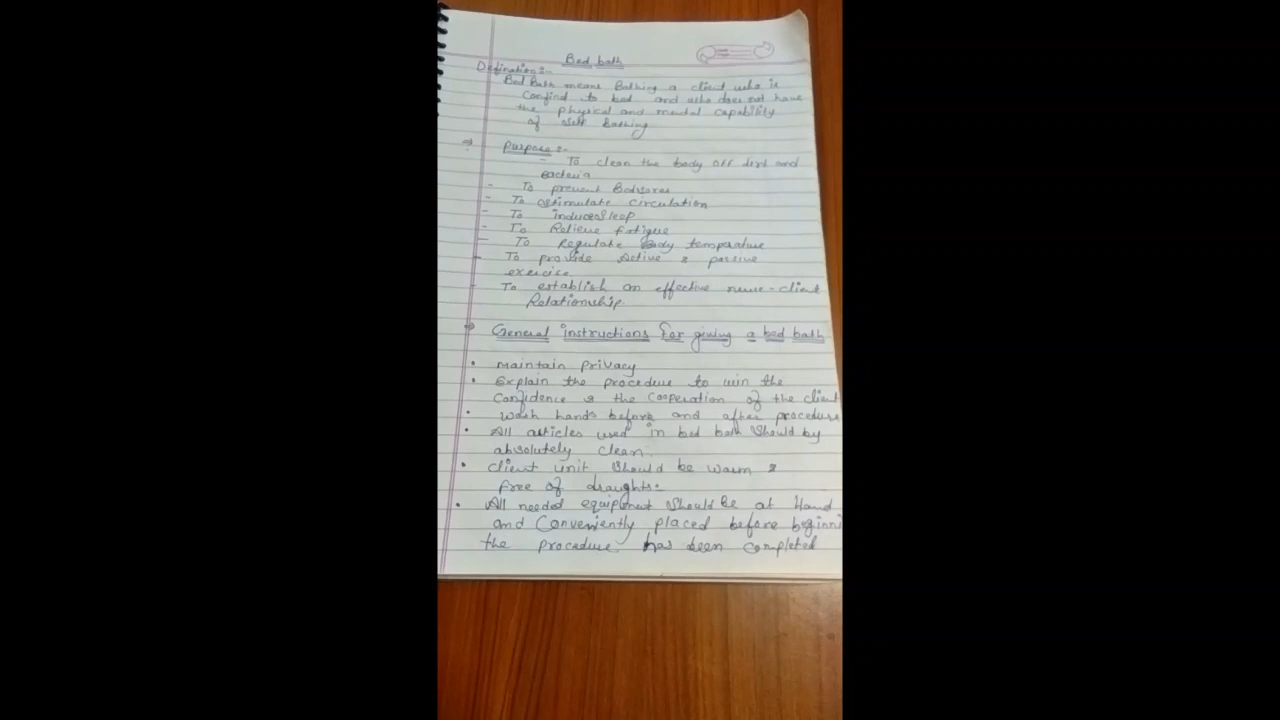 Bed bath
Defination:-
Bed Bath means Bathing a client who is
confind to bed and who does not have
the physical and mental capability
of self bathing
Purpose:-
- To clean the body off dirt and
Bacteria
- To prevent Bedsores
- To stimulate circulation
- To induce sleep
- To Relieve fatigue
- To Regulate Body temperature
- To provide Active & passive
exercise
- To establish an effective nurse-client
Relationship.
General instructions for giving a bed bath
• Maintain Privacy
• Explain the procedure to win the
Confidence & the cooperation of the client
• Wash hands before and after procedure
• All articles used in bed bath should by
absolutely clean.
• Client unit should be warm &
free of draughts.
• All needed equipment should be at Hand
and Conveniently placed before beginni
the procedure has been completed